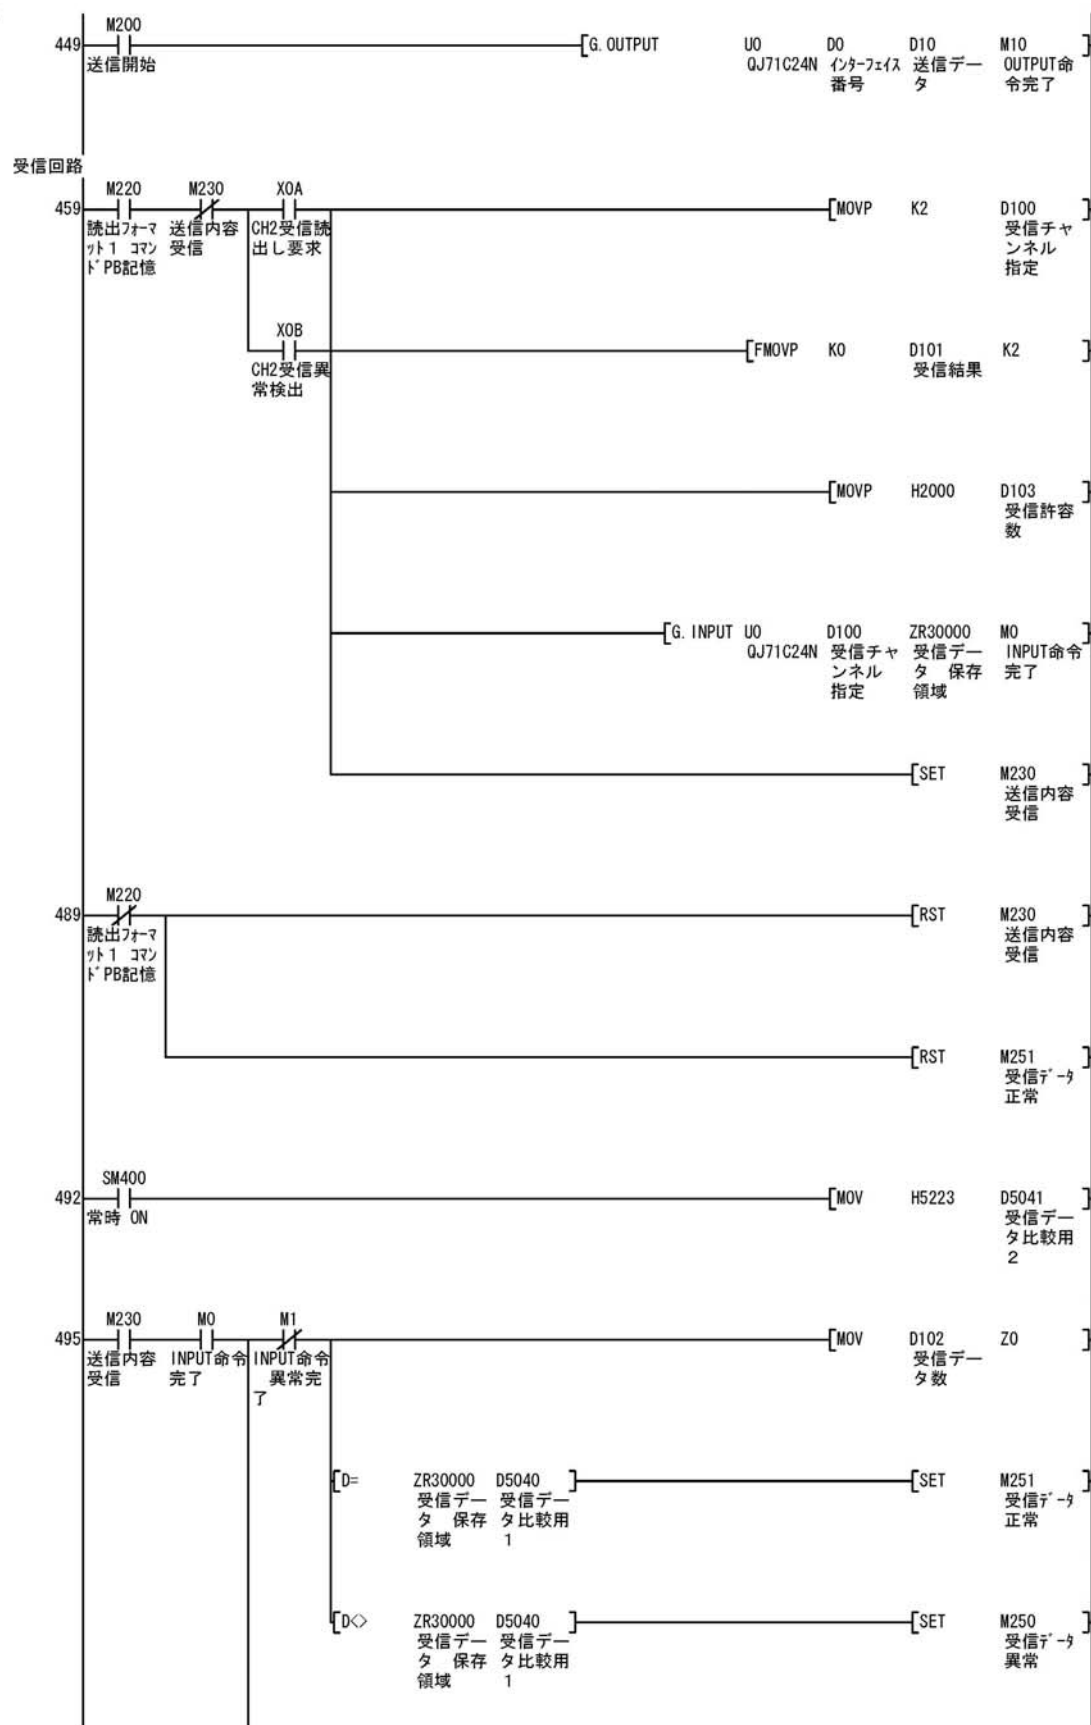 M200
449 [G.OUTPUT U0 D0 D10 M10 ]
送信開始 QJ71C24N インターフェイス 送信デー OUTPUT命
番号 タ 令完了
受信回路
M220 M230 X0A
459 [MOVP K2 D100 ]
読出フォーマ 送信内容 CH2受信読 受信チャ
ット1 コマン 受信 出し要求 ンネル
ドPB記憶 指定
X0B
[FMOVP K0 D101 K2 ]
CH2受信異 受信結果
常検出
[MOVP H2000 D103 ]
受信許容
数
[G.INPUT U0 D100 ZR30000 M0 ]
QJ71C24N 受信チャ 受信デー INPUT命令
ンネル タ 保存 完了
指定 領域
[SET M230 ]
送信内容
受信
M220
489 [RST M230 ]
読出フォーマ 送信内容
ット1 コマン 受信
ドPB記憶
[RST M251 ]
受信データ
正常
SM400
492 [MOV H5223 D5041 ]
常時 ON 受信デー
タ比較用
2
M230 M0 M1
495 [MOV D102 Z0 ]
送信内容 INPUT命令 INPUT命令 受信デー
受信 完了 異常完 タ数
了
[D= ZR30000 D5040 ] [SET M251 ]
受信デー 受信デー 受信データ
タ 保存 タ比較用 正常
領域 1
[D<> ZR30000 D5040 ] [SET M250 ]
受信デー 受信デー 受信データ
タ 保存 タ比較用 異常
領域 1